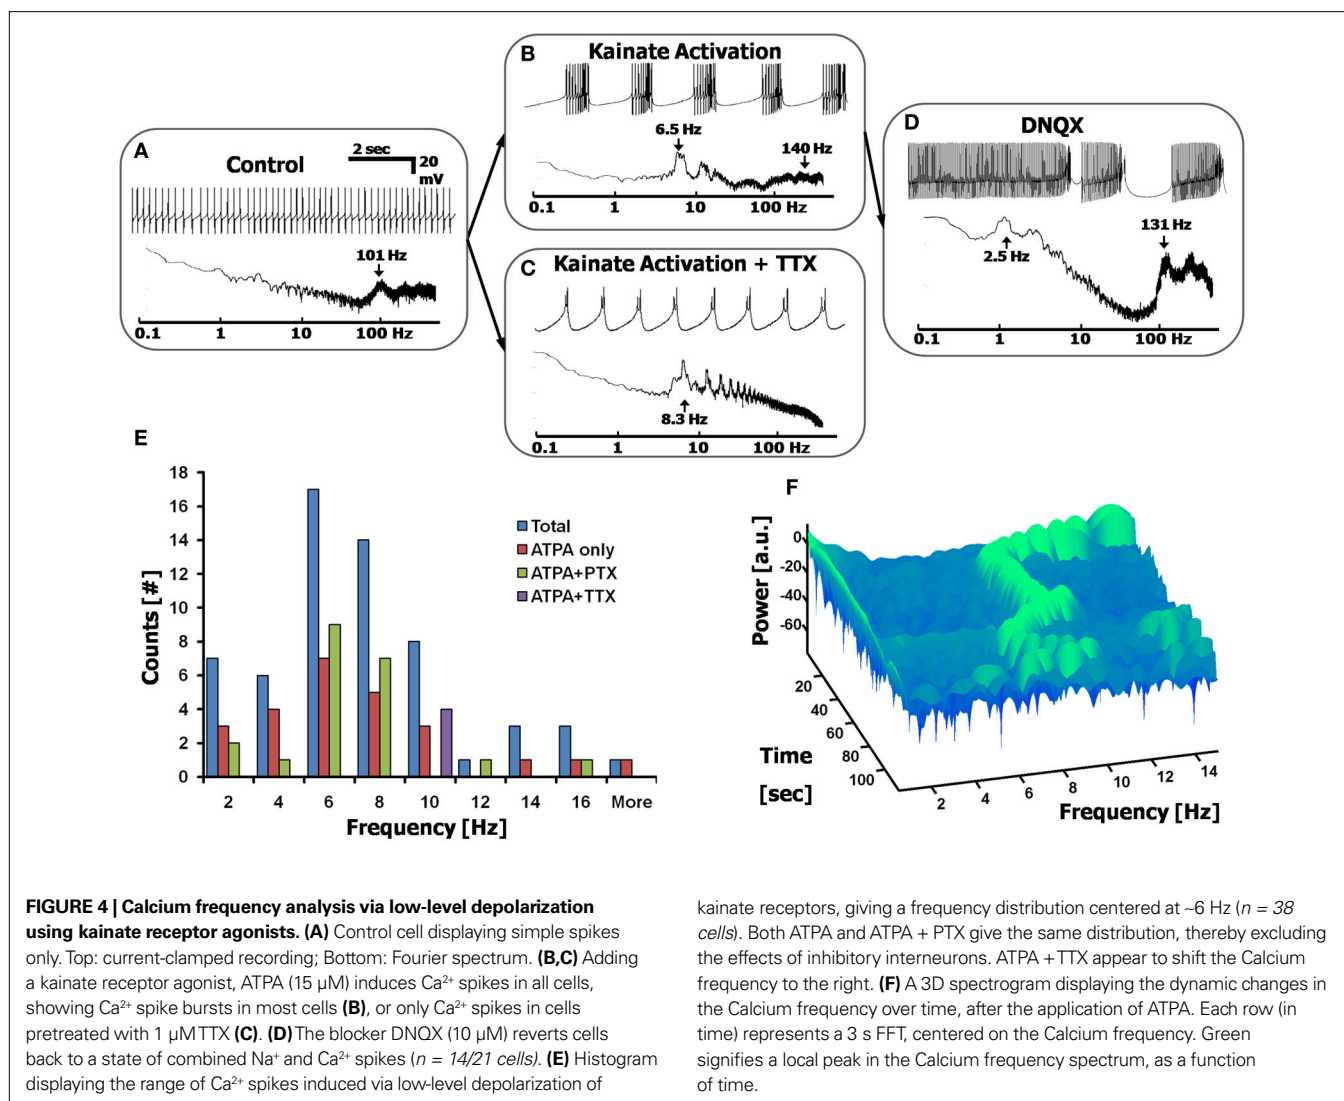 A
Control
2 sec
20
mV
101 Hz
0.1 1 10 100 Hz
B
Kainate Activation
6.5 Hz
140 Hz
0.1 1 10 100 Hz
C
Kainate Activation + TTX
8.3 Hz
0.1 1 10 100 Hz
D
DNQX
2.5 Hz
131 Hz
0.1 1 10 100 Hz
E
Counts [#]
18
16
14
12
10
8
6
4
2
0
Total
ATPA only
ATPA+PTX
ATPA+TTX
2 4 6 8 10 12 14 16 More
Frequency [Hz]
F
Power [a.u.]
0
-20
-40
-60
20
40
60
80
100
Time
[sec]
2 4 6 8 10 12 14
Frequency [Hz]
FIGURE 4 | Calcium frequency analysis via low-level depolarization
using kainate receptor agonists. (A) Control cell displaying simple spikes
only. Top: current-clamped recording; Bottom: Fourier spectrum. (B,C) Adding
a kainate receptor agonist, ATPA (15 μM) induces Ca²⁺ spikes in all cells,
showing Ca²⁺ spike bursts in most cells (B), or only Ca²⁺ spikes in cells
pretreated with 1 μM TTX (C). (D) The blocker DNQX (10 μM) reverts cells
back to a state of combined Na⁺ and Ca²⁺ spikes (n = 14/21 cells). (E) Histogram
displaying the range of Ca²⁺ spikes induced via low-level depolarization of
kainate receptors, giving a frequency distribution centered at ~6 Hz (n = 38
cells). Both ATPA and ATPA + PTX give the same distribution, thereby excluding
the effects of inhibitory interneurons. ATPA + TTX appear to shift the Calcium
frequency to the right. (F) A 3D spectrogram displaying the dynamic changes in
the Calcium frequency over time, after the application of ATPA. Each row (in
time) represents a 3 s FFT, centered on the Calcium frequency. Green
signifies a local peak in the Calcium frequency spectrum, as a function
of time.